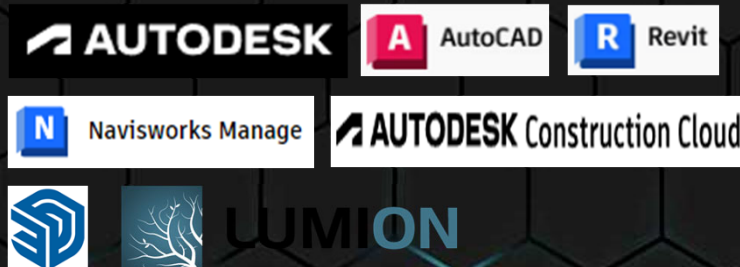 AUTODESK
A AutoCAD
R Revit
N Navisworks Manage
AUTODESK Construction Cloud
LUMION